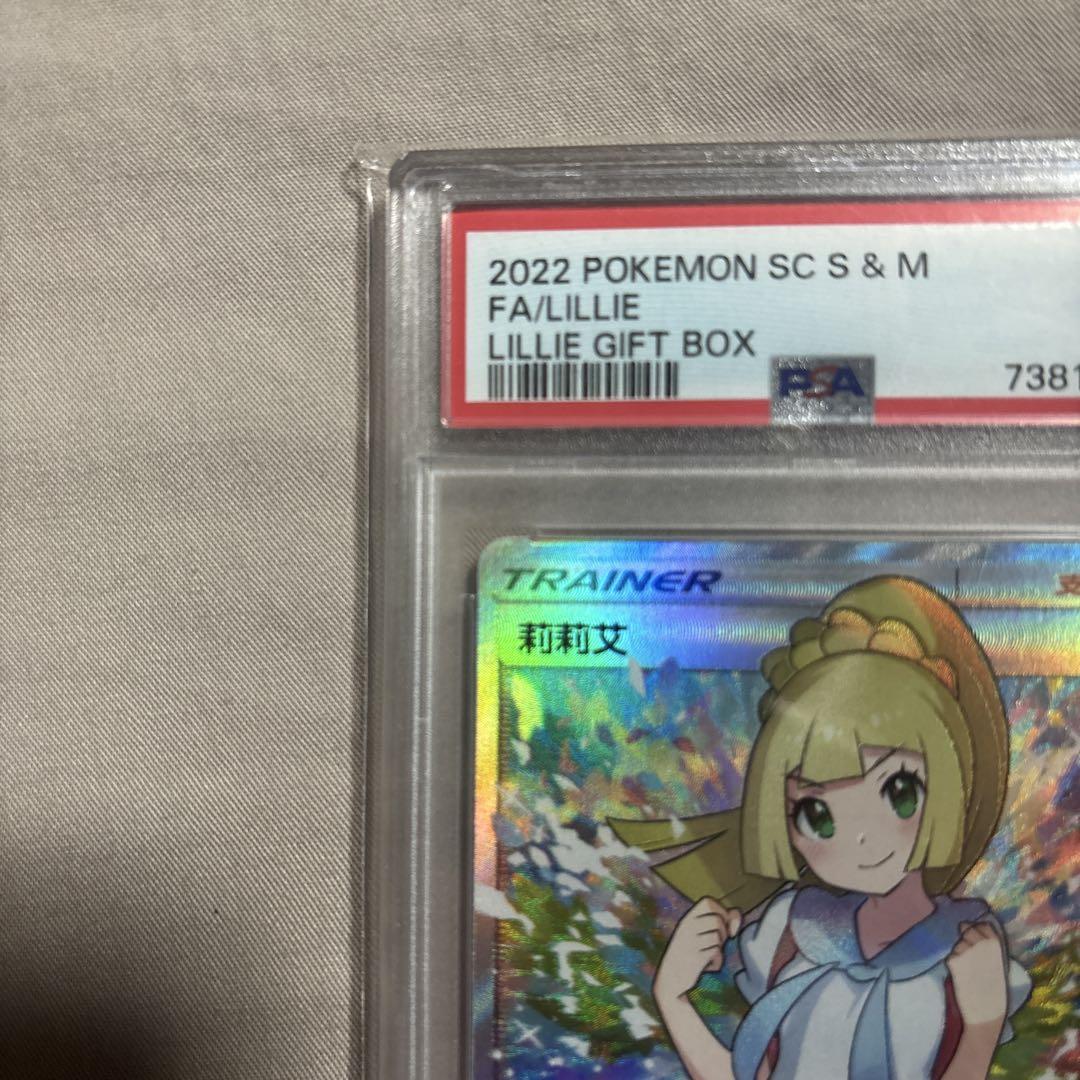 2022 POKEMON SC S & M
FA/LILLIE
LILLIE GIFT BOX
PSA
7381
TRAINER
莉莉艾